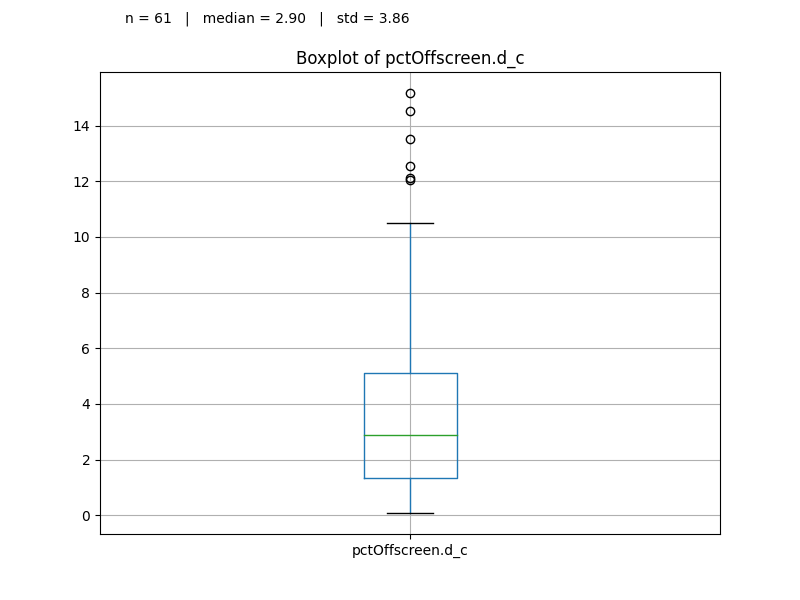 n = 61   |   median = 2.90   |   std = 3.86
Boxplot of pctOffscreen.d_c
14
12
10
8
6
4
2
0
pctOffscreen.d_c